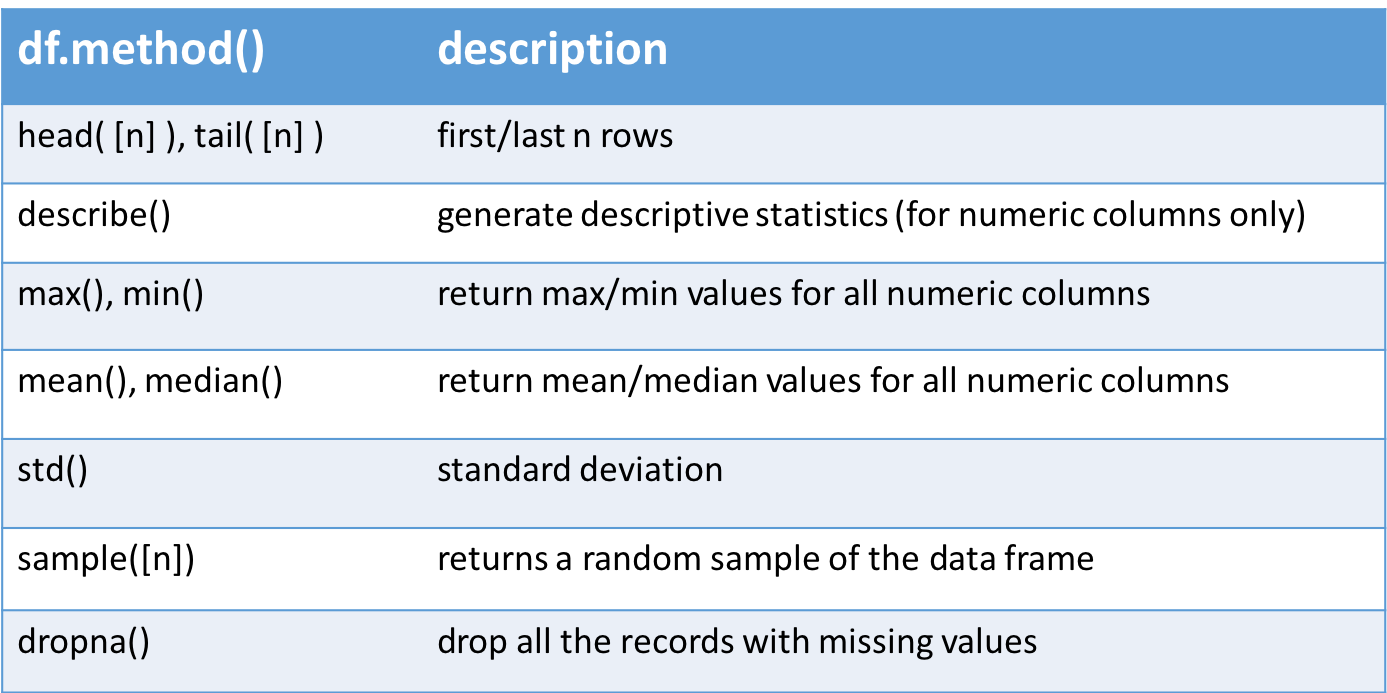 df.method() description
head( [n] ), tail( [n] ) first/last n rows
describe() generate descriptive statistics (for numeric columns only)
max(), min() return max/min values for all numeric columns
mean(), median() return mean/median values for all numeric columns
std() standard deviation
sample([n]) returns a random sample of the data frame
dropna() drop all the records with missing values